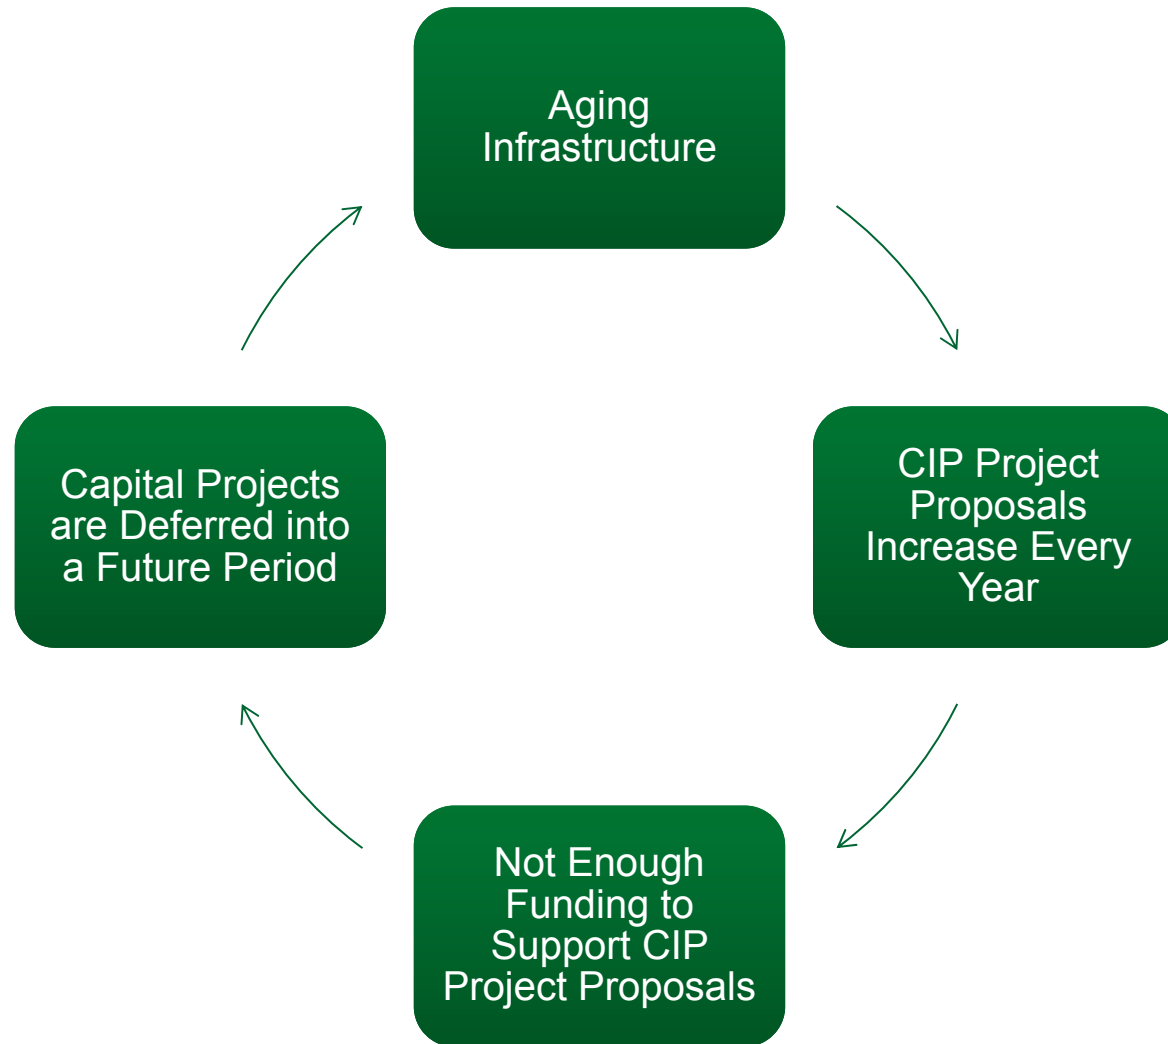 Aging
Infrastructure
CIP Project
Proposals
Increase Every
Year
Not Enough
Funding to
Support CIP
Project Proposals
Capital Projects
are Deferred into
a Future Period